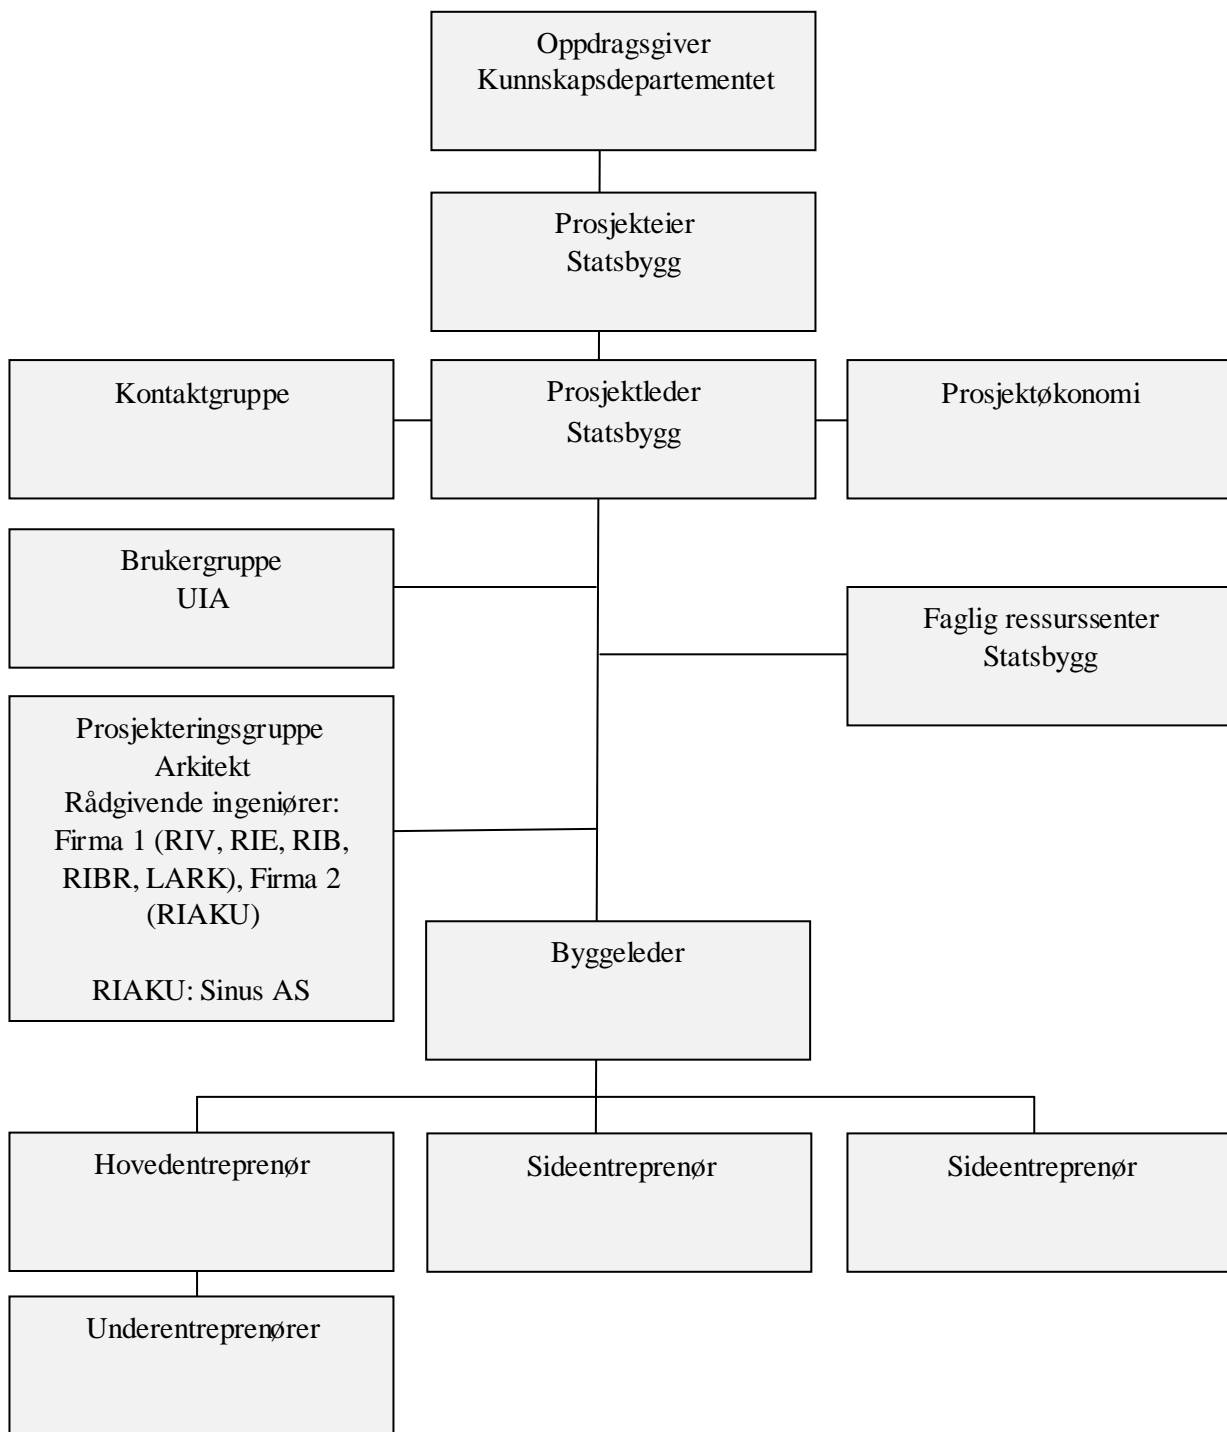 Oppdragsgiver
Kunnskapsdepartementet
Prosjekteier
Statsbygg
Kontaktgruppe
Prosjektleder
Statsbygg
Prosjektøkonomi
Brukergruppe
UIA
Faglig ressurssenter
Statsbygg
Prosjekteringsgruppe
Arkitekt
Rådgivende ingeniører:
Firma 1 (RIV, RIE, RIB,
RIBR, LARK), Firma 2
(RIAKU)
RIAKU: Sinus AS
Byggeleder
Hovedentreprenør
Sideentreprenør
Sideentreprenør
Underentreprenører